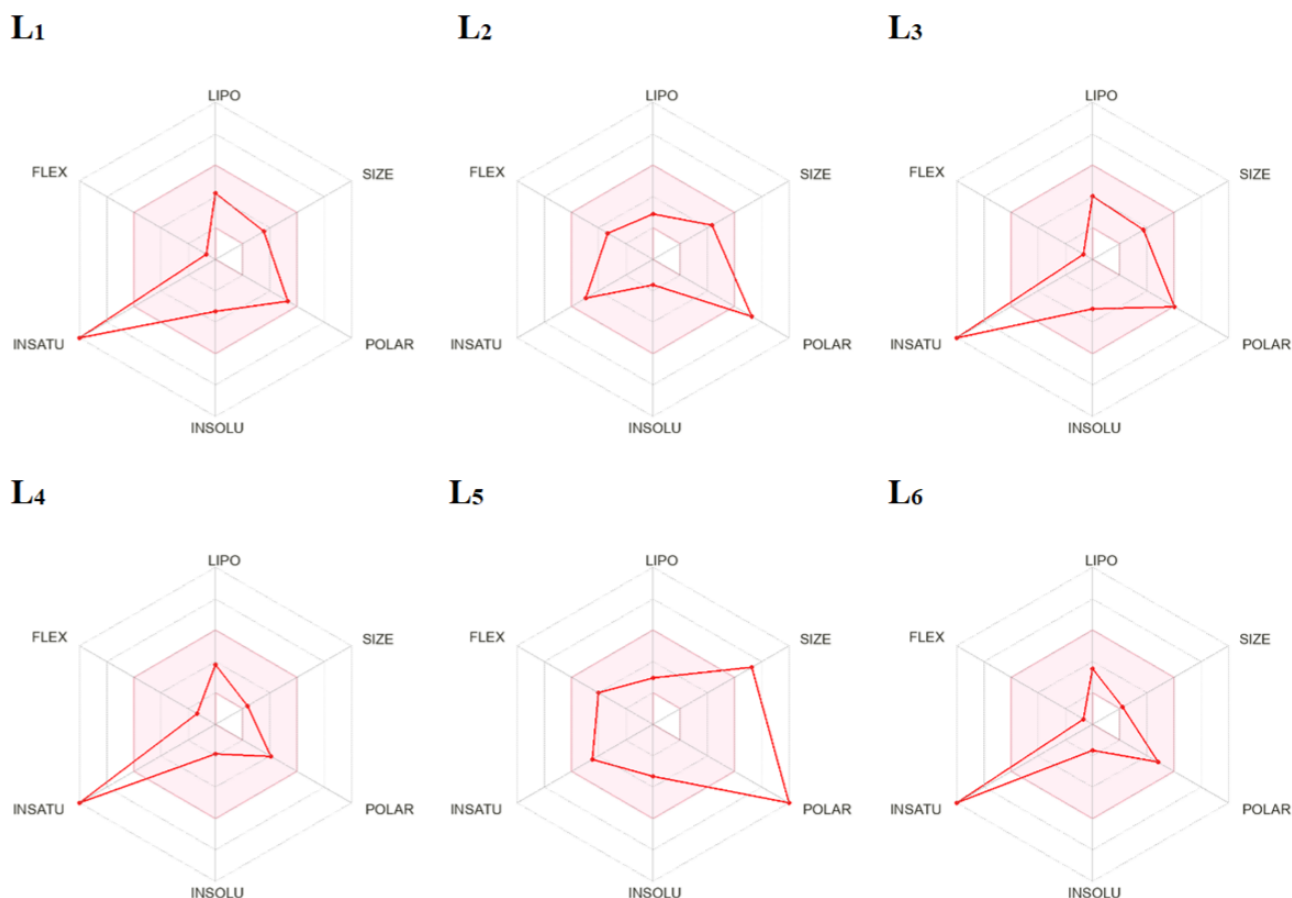 L1 L2 L3
LIPO LIPO LIPO
FLEX SIZE FLEX SIZE FLEX SIZE
INSATU POLAR INSATU POLAR INSATU POLAR
INSOLU INSOLU INSOLU
L4 L5 L6
LIPO LIPO LIPO
FLEX SIZE FLEX SIZE FLEX SIZE
INSATU POLAR INSATU POLAR INSATU POLAR
INSOLU INSOLU INSOLU